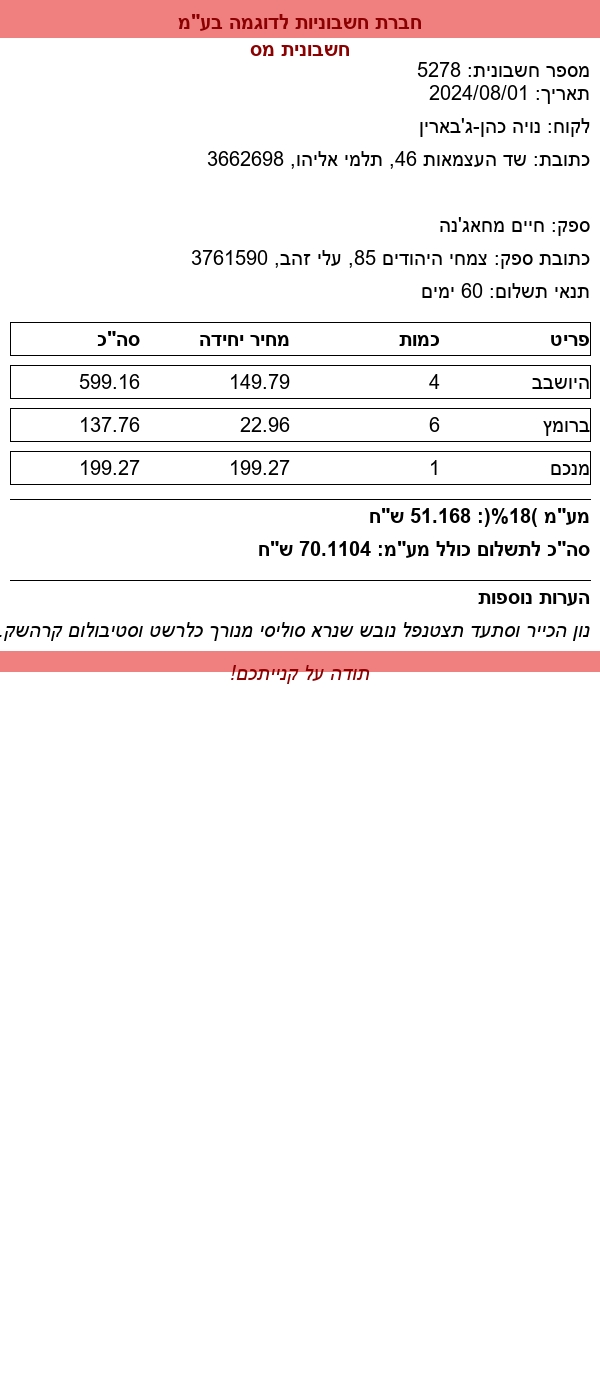 חברת חשבוניות לדוגמה בע"מ
חשבונית מס
מספר חשבונית: 5278
תאריך: 2024/08/01
לקוח: נויה כהן-ג'בארין
כתובת: שד העצמאות 46, תלמי אליהו, 3662698
ספק: חיים מחאג'נה
כתובת ספק: צמחי היהודים 85, עלי זהב, 3761590
תנאי תשלום: 60 ימים
פריט כמות מחיר יחידה סה"כ
היושבב 4 149.79 599.16
ברומץ 6 22.96 137.76
מנכם 1 199.27 199.27
מע"מ )18%(: 51.168 ש"ח
סה"כ לתשלום כולל מע"מ: 70.1104 ש"ח
הערות נוספות
נון הכייר וסתעד תצטנפל נובש שנרא סוליסי מנורך כלרשט וסטיבולום קרהשק.
תודה על קנייתכם!